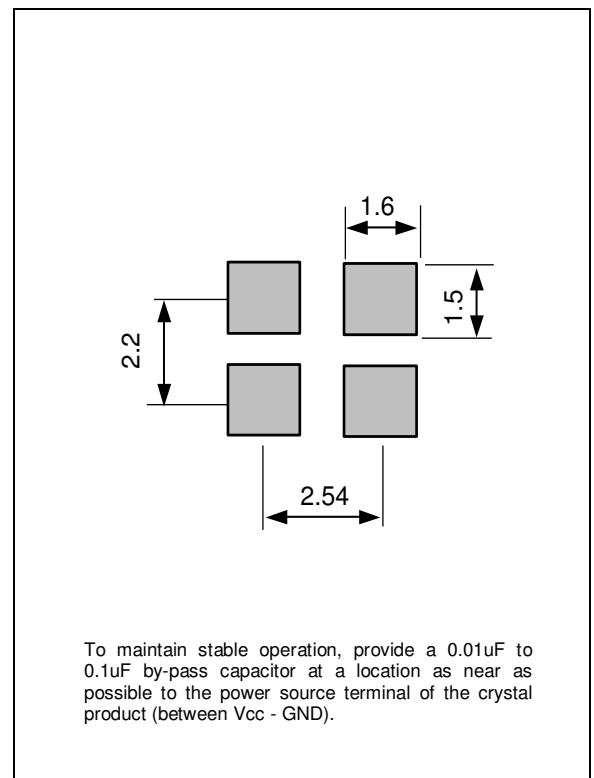 1.6
1.5
2.2
2.54
To maintain stable operation, provide a 0.01uF to
0.1uF by-pass capacitor at a location as near as
possible to the power source terminal of the crystal
product (between Vcc - GND).